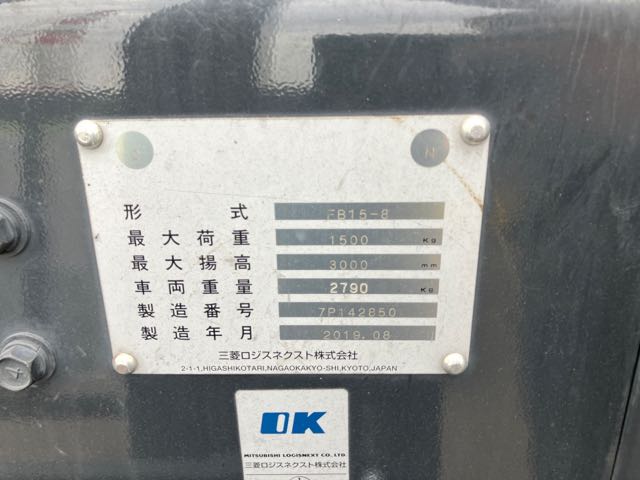 N
形 式 FB15-8
最大荷重 1500 Kg
最大揚高 3000 mm
車両重量 2790 Kg
製造番号 7P142850
製造年月 2019.08
三菱ロジスネクスト株式会社
2-1-1,HIGASHIKOTARI,NAGAOKAKYO-SHI,KYOTO,JAPAN
OK
MITSUBISHI LOGISNEXT CO., LTD.
三菱ロジスネクスト株式会社